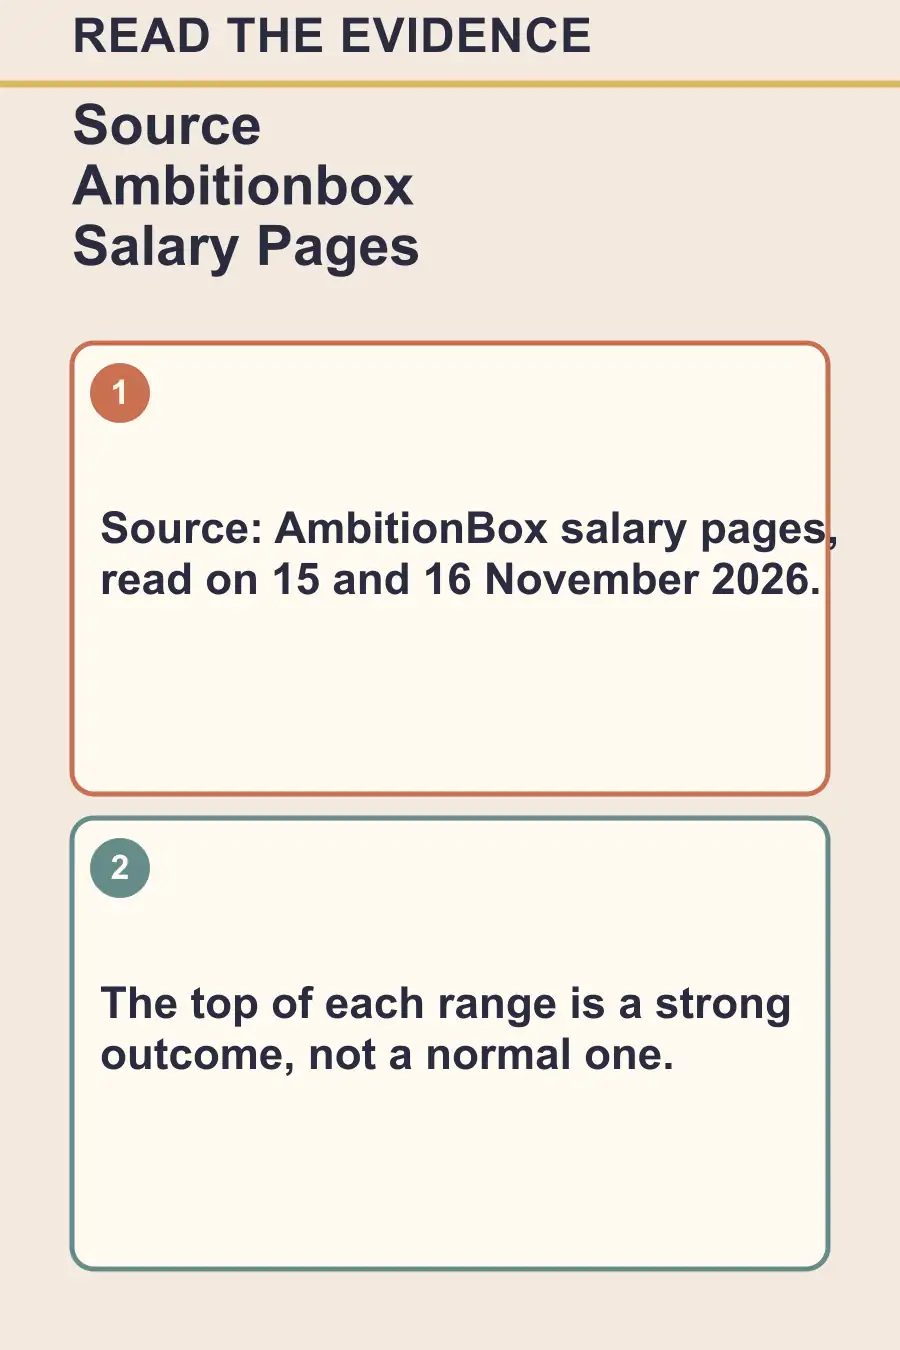 READ THE EVIDENCE
Source
Ambitionbox
Salary Pages
1
Source: AmbitionBox salary pages,
read on 15 and 16 November 2026.
2
The top of each range is a strong
outcome, not a normal one.